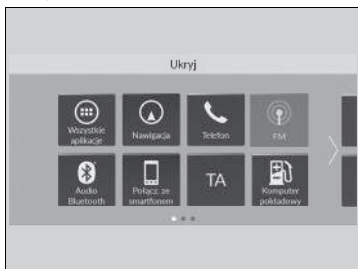 Ukryj
Wszystkie
aplikacje
Nawigacja
Telefon
FM
Audio
Bluetooth
Połącz. ze
smartfonem
TA
Komputer
pokładowy